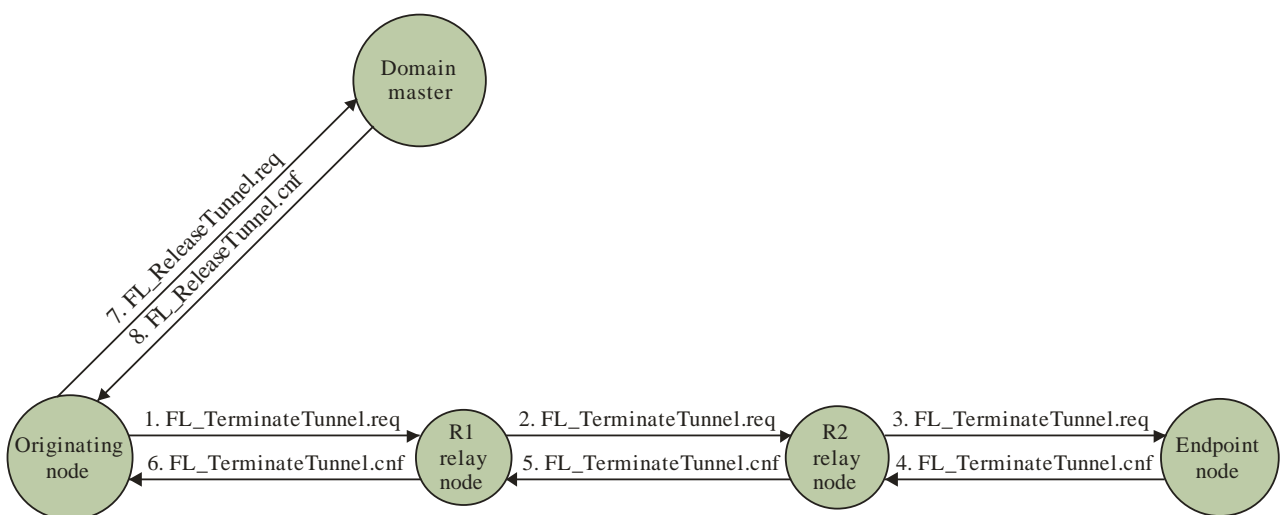 Domain
master
7. FL_ReleaseTunnel.req
8. FL_ReleaseTunnel.cnf
Originating
node
1. FL_TerminateTunnel.req
6. FL_TerminateTunnel.cnf
R1
relay
node
2. FL_TerminateTunnel.req
5. FL_TerminateTunnel.cnf
R2
relay
node
3. FL_TerminateTunnel.req
4. FL_TerminateTunnel.cnf
Endpoint
node